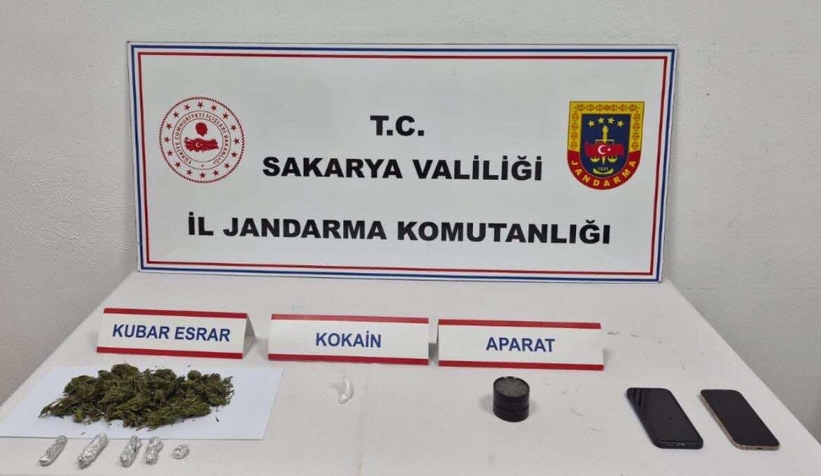 T.C.
SAKARYA VALİLİĞİ
İL JANDARMA KOMUTANLIĞI
JANDARMA
KUBAR ESRAR
KOKAİN
APARAT